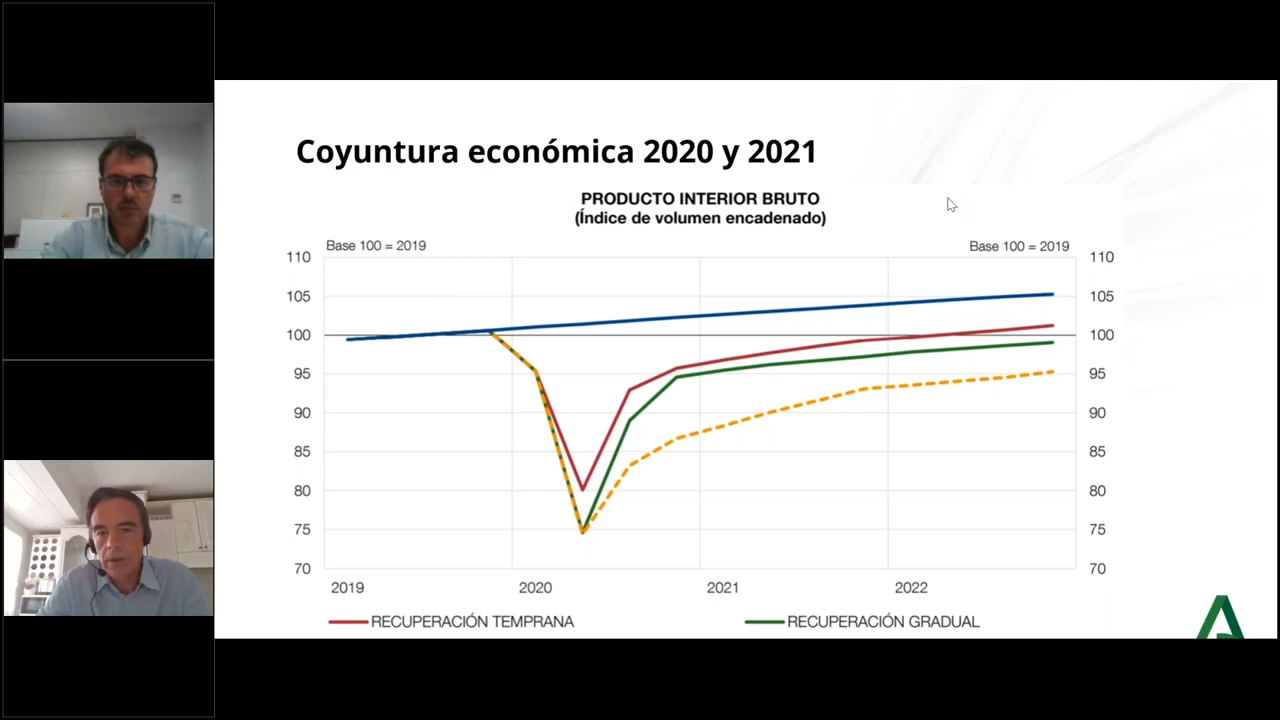 Coyuntura económica 2020 y 2021
PRODUCTO INTERIOR BRUTO
(Índice de volumen encadenado)
Base 100 = 2019 Base 100 = 2019
110 110
105 105
100 100
95 95
90 90
85 85
80 80
75 75
70 70
2019 2020 2021 2022
RECUPERACIÓN TEMPRANA RECUPERACIÓN GRADUAL